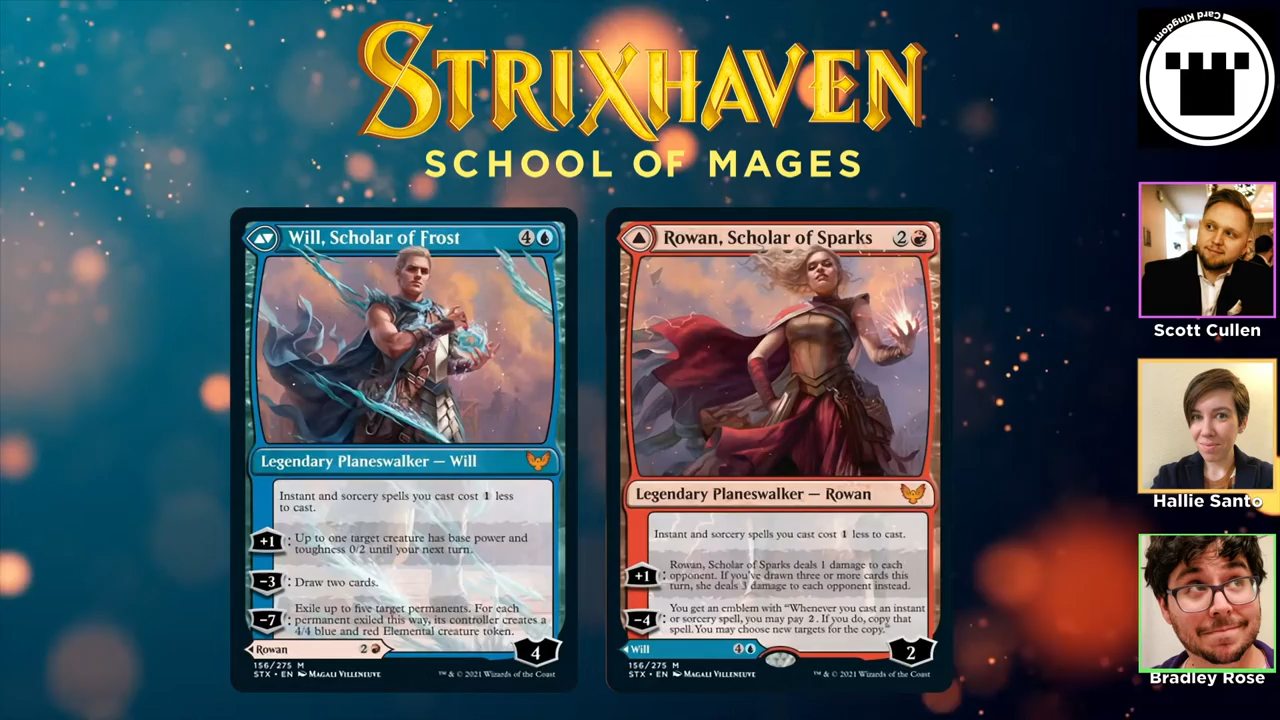 Card Kingdom
STRIXHAVEN
SCHOOL OF MAGES
Will, Scholar of Frost 4
Legendary Planeswalker — Will
Instant and sorcery spells you cast cost 1 less
to cast.
+1 : Up to one target creature has base power and
toughness 0/2 until your next turn.
−3 : Draw two cards.
−7 : Exile up to five target permanents. For each
permanent exiled this way, its controller creates a
4/4 blue and red Elemental creature token.
Rowan 2
4
156/275 M
STX • EN Magali Villeneuve
™ & © 2021 Wizards of the Coast
Rowan, Scholar of Sparks 2
Legendary Planeswalker — Rowan
Instant and sorcery spells you cast cost 1 less to cast.
+1 : Rowan, Scholar of Sparks deals 1 damage to each
opponent. If you've drawn three or more cards this
turn, she deals 3 damage to each opponent instead.
−4 : You get an emblem with "Whenever you cast an instant
or sorcery spell, you may pay 2. If you do, copy that
spell. You may choose new targets for the copy."
Will 4
2
156/275 M
STX • EN Magali Villeneuve
™ & © 2021 Wizards of the Coast
Scott Cullen
Hallie Santo
Bradley Rose